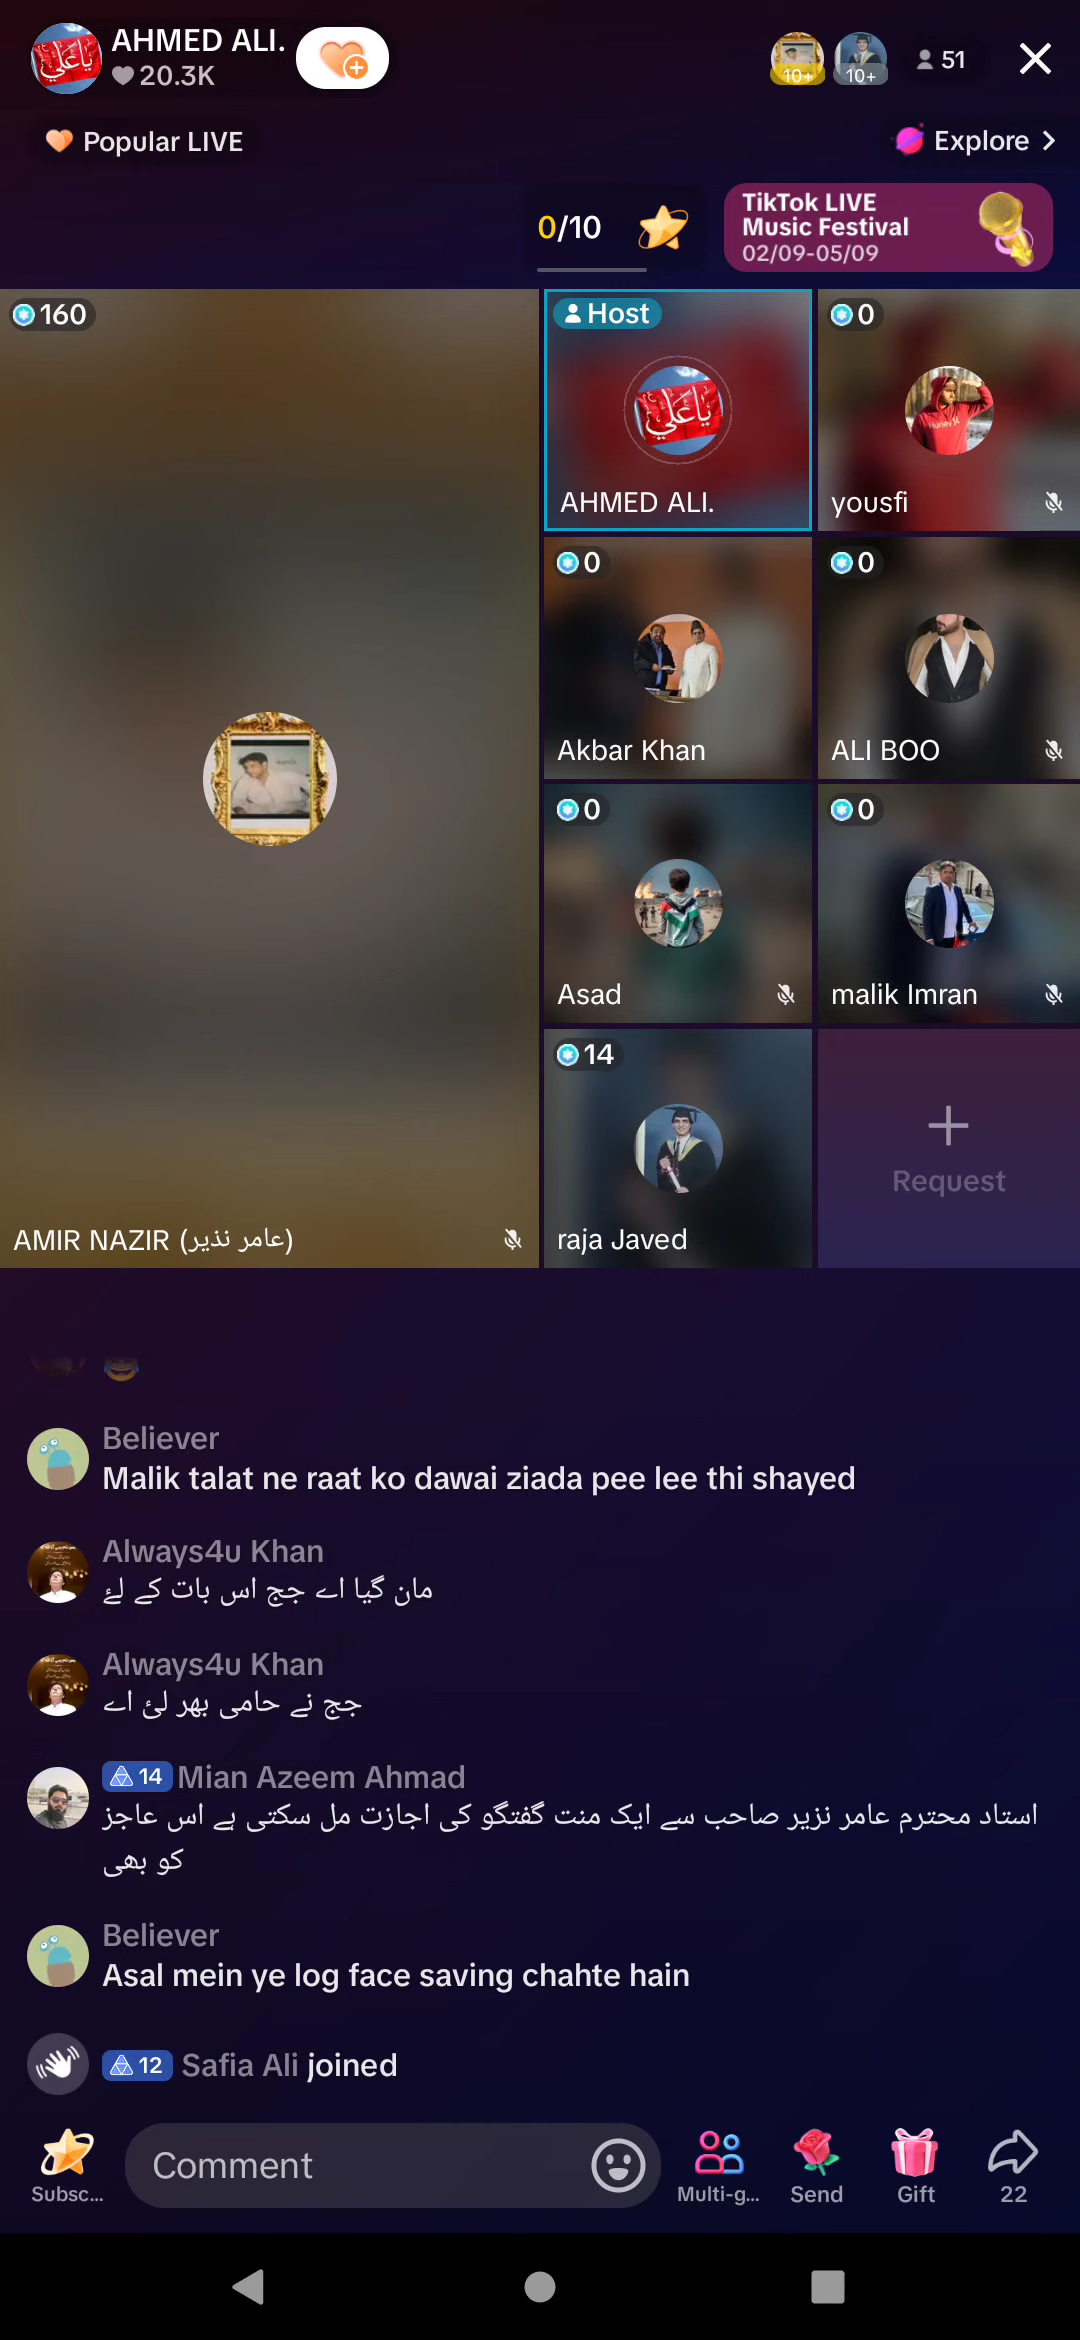 AHMED ALI.
20.3K
10+
10+
51
Popular LIVE
Explore
0/10
TikTok LIVE
Music Festival
02/09-05/09
160
AMIR NAZIR (عامر نذیر)
Host
یاعلي
AHMED ALI.
0
yousfi
0
Akbar Khan
0
ALI BOO
0
Asad
0
malik Imran
14
raja Javed
Request
Believer
Malik talat ne raat ko dawai ziada pee lee thi shayed
Always4u Khan
مان گیا اے جج اس بات کے لئے
Always4u Khan
جج نے حامی بھر لئ اے
14 Mian Azeem Ahmad
استاد محترم عامر نزیر صاحب سے ایک منت گفتگو کی اجازت مل سکتی ہے اس عاجز
کو بھی
Believer
Asal mein ye log face saving chahte hain
12 Safia Ali joined
Subsc...
Comment
Multi-g...
Send
Gift
22